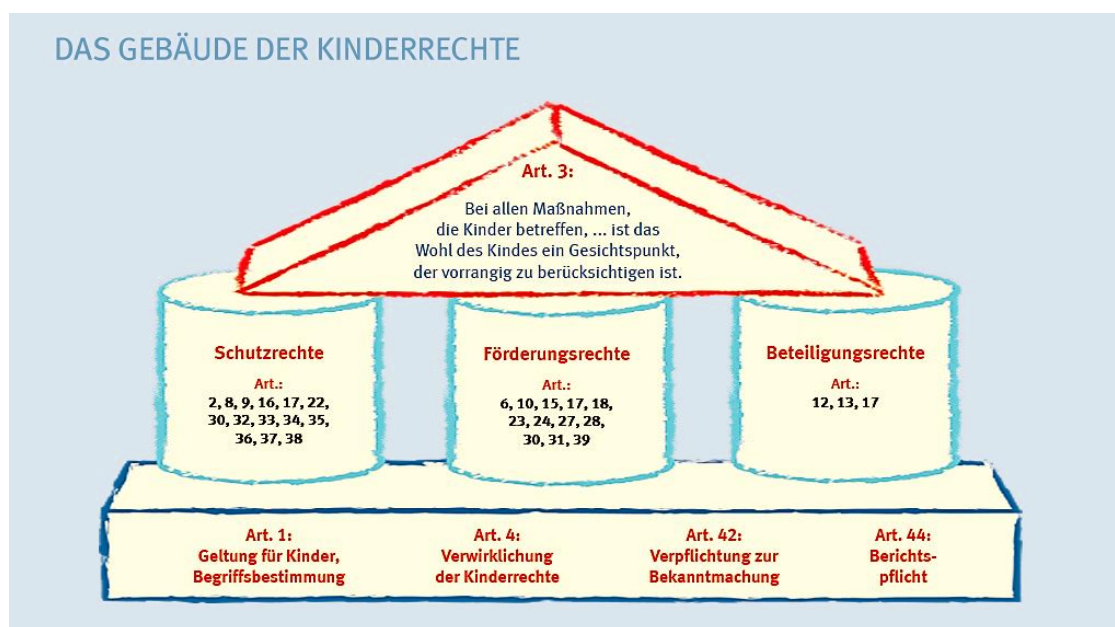 DAS GEBÄUDE DER KINDERRECHTE
Art. 3:
Bei allen Maßnahmen,
die Kinder betreffen, ... ist das
Wohl des Kindes ein Gesichtspunkt,
der vorrangig zu berücksichtigen ist.
Schutzrechte
Art.:
2, 8, 9, 16, 17, 22,
30, 32, 33, 34, 35,
36, 37, 38
Förderungsrechte
Art.:
6, 10, 15, 17, 18,
23, 24, 27, 28,
30, 31, 39
Beteiligungsrechte
Art.:
12, 13, 17
Art. 1:
Geltung für Kinder,
Begriffsbestimmung
Art. 4:
Verwirklichung
der Kinderrechte
Art. 42:
Verpflichtung zur
Bekanntmachung
Art. 44:
Berichts-
pflicht